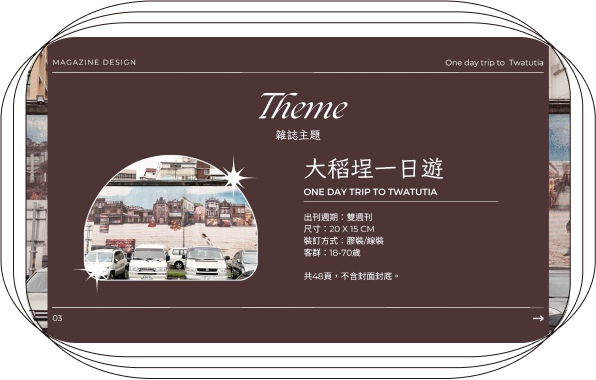 MAGAZINE DESIGN
One day trip to Twatutia
Theme
雜誌主題
大稻埕一日遊
ONE DAY TRIP TO TWATUTIA
出刊週期：雙週刊
尺寸：20 X 15 CM
裝訂方式：膠裝/線裝
客群：18-70歲
共48頁，不含封面封底。
03